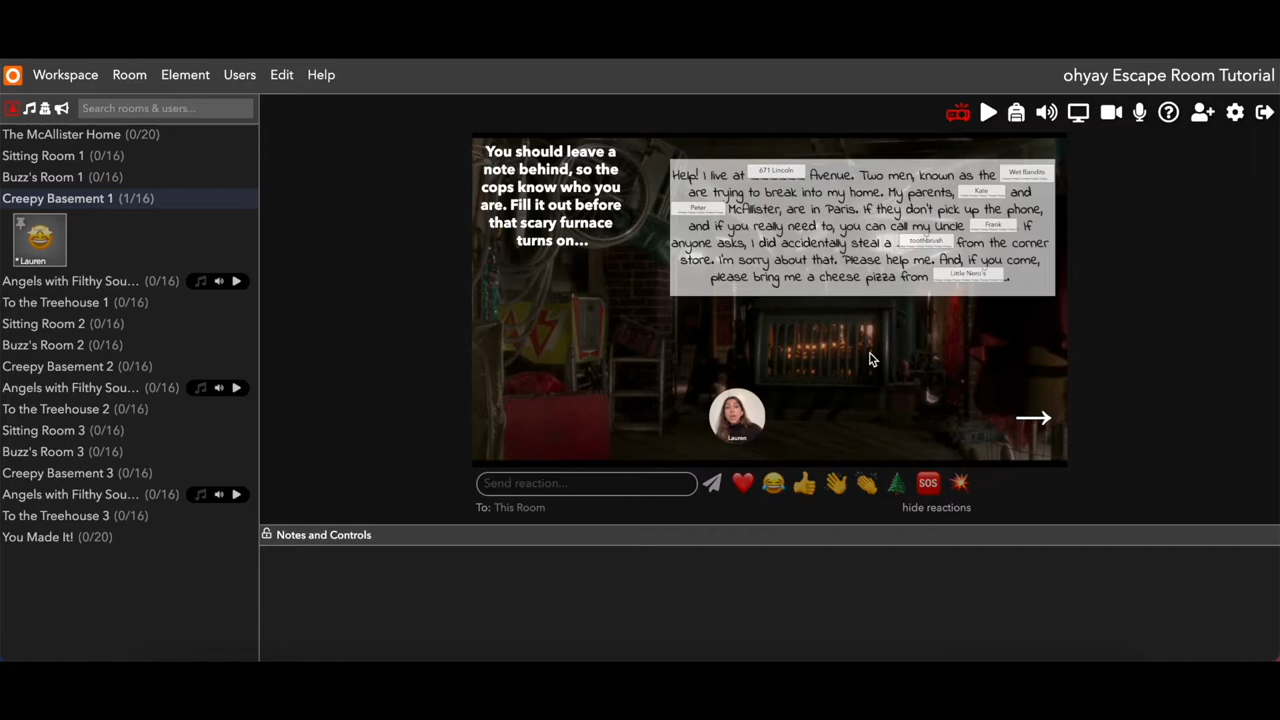 Workspace Room Element Users Edit Help
ohyay Escape Room Tutorial
Search rooms & users...
The McAllister Home (0/20)
Sitting Room 1 (0/16)
Buzz's Room 1 (0/16)
Creepy Basement 1 (1/16)
* Lauren
Angels with Filthy Sou... (0/16)
To the Treehouse 1 (0/16)
Sitting Room 2 (0/16)
Buzz's Room 2 (0/16)
Creepy Basement 2 (0/16)
Angels with Filthy Sou... (0/16)
To the Treehouse 2 (0/16)
Sitting Room 3 (0/16)
Buzz's Room 3 (0/16)
Creepy Basement 3 (0/16)
Angels with Filthy Sou... (0/16)
To the Treehouse 3 (0/16)
You Made It! (0/20)
You should leave a
note behind, so the
cops know who you
are. Fill it out before
that scary furnace
turns on...
Help! I live at 671 Lincoln Avenue. Two men, known as the Wet Bandits
are trying to break into my home. My parents, Kate and
Peter McAllister, are in Paris. If they don't pick up the phone,
and if you really need to, you can call my Uncle Frank If
anyone asks, I did accidentally steal a toothbrush from the corner
store. I'm sorry about that. Please help me. And, if you come,
please bring me a cheese pizza from Little Nero's.
Lauren
Send reaction...
SOS
To: This Room
hide reactions
Notes and Controls